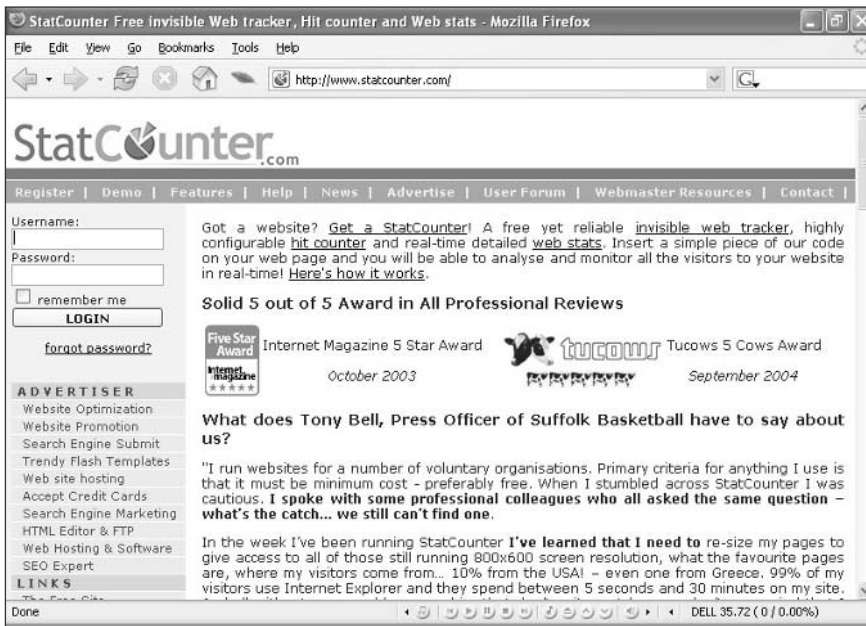 StatCounter Free invisible Web tracker, Hit counter and Web stats - Mozilla Firefox
File Edit View Go Bookmarks Tools Help
http://www.statcounter.com/
G
StatCounter.com
Register | Demo | Features | Help | News | Advertise | User Forum | Webmaster Resources | Contact |
Username:
Password:
remember me
LOGIN
forgot password?
ADVERTISER
Website Optimization
Website Promotion
Search Engine Submit
Trendy Flash Templates
Web site hosting
Accept Credit Cards
Search Engine Marketing
HTML Editor & FTP
Web Hosting & Software
SEO Expert
LINKS
The Free Site
Got a website? Get a StatCounter! A free yet reliable invisible web tracker, highly
configurable hit counter and real-time detailed web stats. Insert a simple piece of our code
on your web page and you will be able to analyse and monitor all the visitors to your website
in real-time! Here's how it works.
Solid 5 out of 5 Award in All Professional Reviews
Five Star
Award
internet
magazine
Internet Magazine 5 Star Award
October 2003
tucows
Tucows 5 Cows Award
September 2004
What does Tony Bell, Press Officer of Suffolk Basketball have to say about
us?
"I run websites for a number of voluntary organisations. Primary criteria for anything I use is
that it must be minimum cost - preferably free. When I stumbled across StatCounter I was
cautious. I spoke with some professional colleagues who all asked the same question –
what's the catch... we still can't find one.
In the week I've been running StatCounter I've learned that I need to re-size my pages to
give access to all of those still running 800x600 screen resolution, what the favourite pages
are, where my visitors come from... 10% from the USA! – even one from Greece. 99% of my
visitors use Internet Explorer and they spend between 5 seconds and 30 minutes on my site.
Done
DELL 35.72 ( 0 / 0.00%)